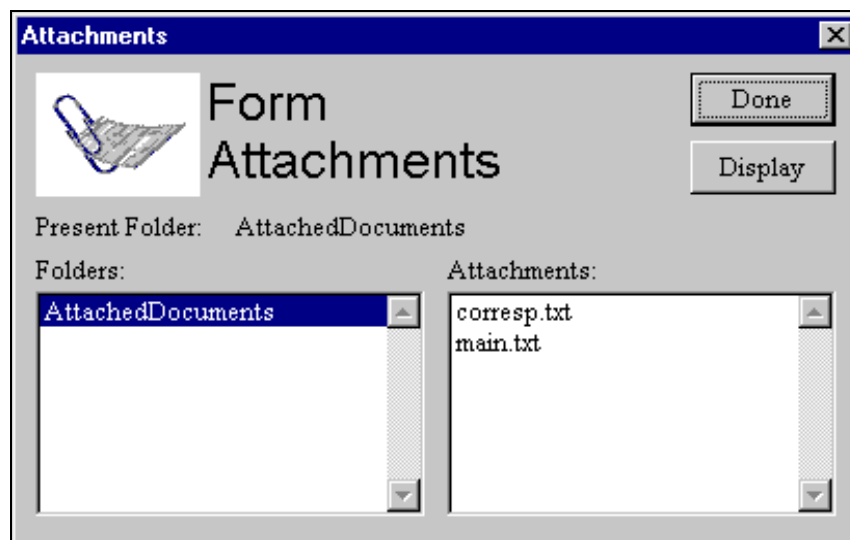 Attachments
Form
Attachments
Done
Display
Present Folder: AttachedDocuments
Folders:
AttachedDocuments
Attachments:
corresp.txt
main.txt